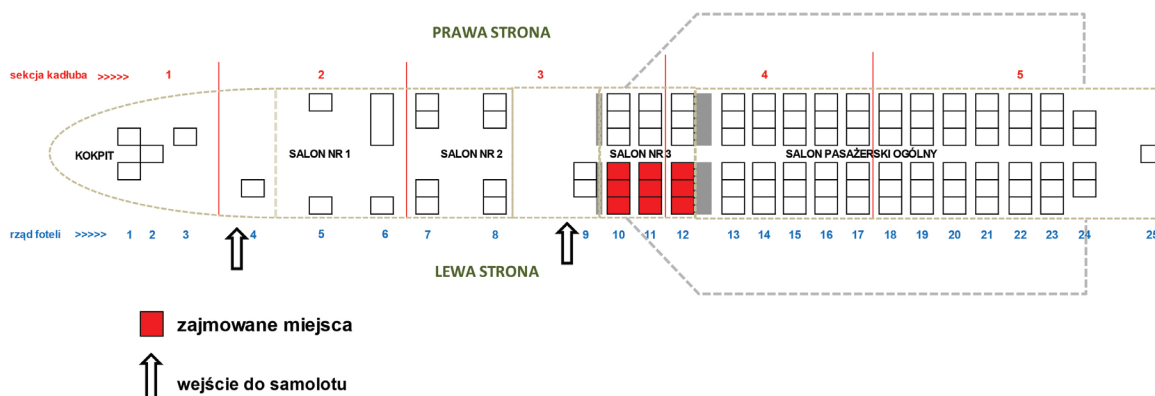 PRAWA STRONA
sekcja kadłuba >>>>> 1 2 3 4 5
KOKPIT SALON NR 1 SALON NR 2 SALON NR 3 SALON PASAŻERSKI OGÓLNY
rząd foteli >>>>> 1 2 3 4 5 6 7 8 9 10 11 12 13 14 15 16 17 18 19 20 21 22 23 24 25
LEWA STRONA
zajmowane miejsca
wejście do samolotu